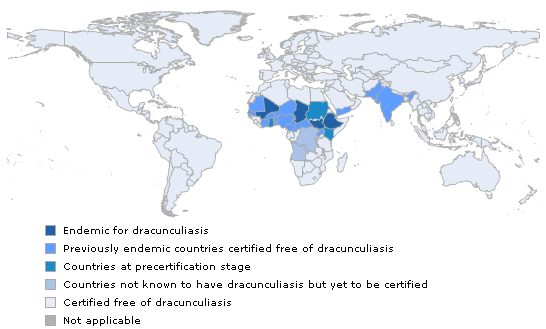 Endemic for dracunculiasis
Previously endemic countries certified free of dracunculiasis
Countries at precertification stage
Countries not known to have dracunculiasis but yet to be certified
Certified free of dracunculiasis
Not applicable